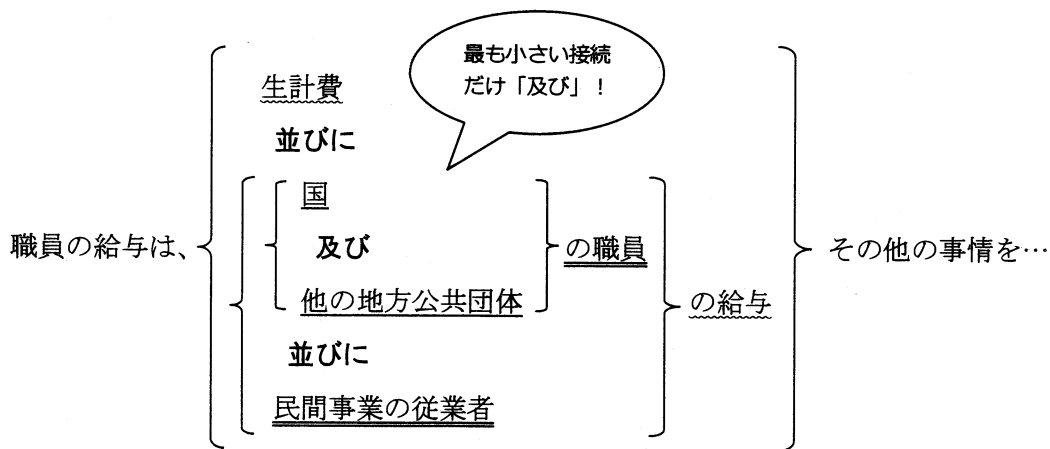 最も小さい接続
だけ「及び」！
生計費
並びに
国
職員の給与は、
及び
の職員
その他の事情を…
他の地方公共団体
の給与
並びに
民間事業の従業者